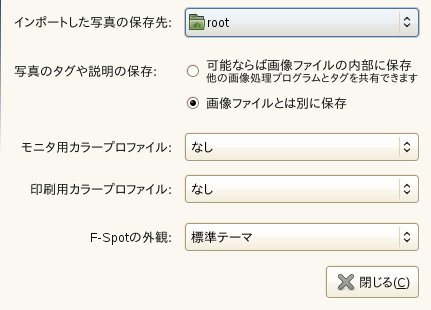 インポートした写真の保存先: root
写真のタグや説明の保存: 可能ならば画像ファイルの内部に保存
他の画像処理プログラムとタグを共有できます
画像ファイルとは別に保存
モニタ用カラープロファイル: なし
印刷用カラープロファイル: なし
F-Spotの外観: 標準テーマ
閉じる(C)